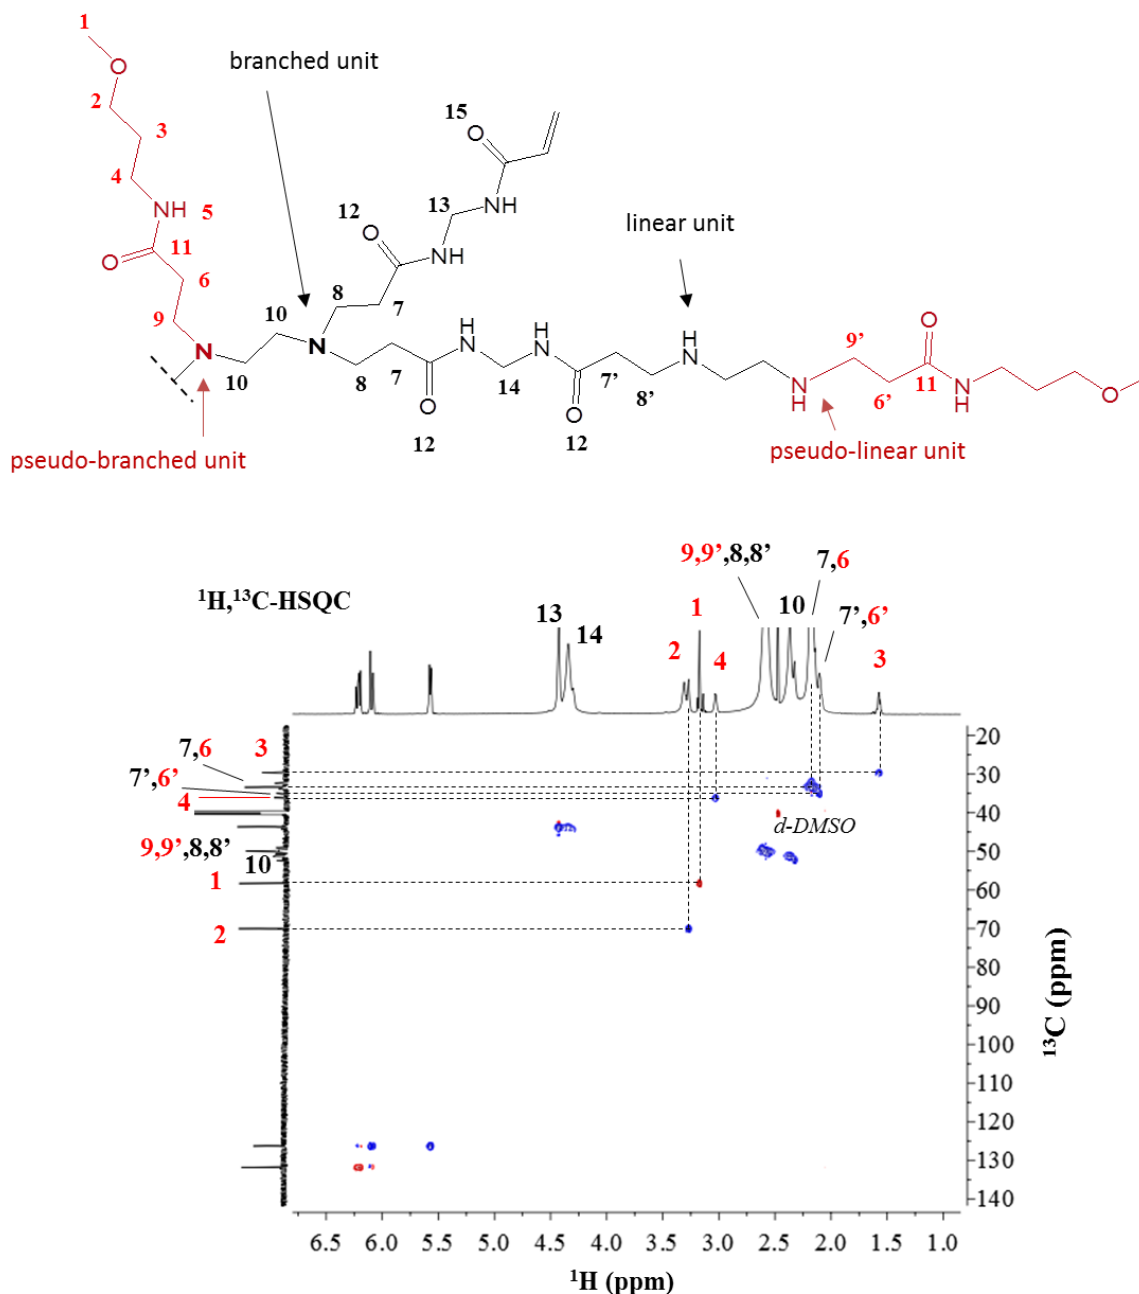 1
branched unit
O
2
3
15
O
4
NH
5
13
NH
12
O
NH
linear unit
11
O
6
8
7
H
N
9'
O
9
10
N
N
H
N
H
N
7'
8'
N
H
6'
11
N
H
O
10
8
7
O
14
O
12
12
pseudo-branched unit
pseudo-linear unit
9,9',8,8'
7,6
¹H,¹³C-HSQC
1
10
7',6'
13
14
2
4
3
7,6
3
7',6'
4
d-DMSO
9,9',8,8'
10
1
2
20
30
40
50
60
70
80
90
100
110
120
130
140
¹³C (ppm)
6.5 6.0 5.5 5.0 4.5 4.0 3.5 3.0 2.5 2.0 1.5 1.0
¹H (ppm)